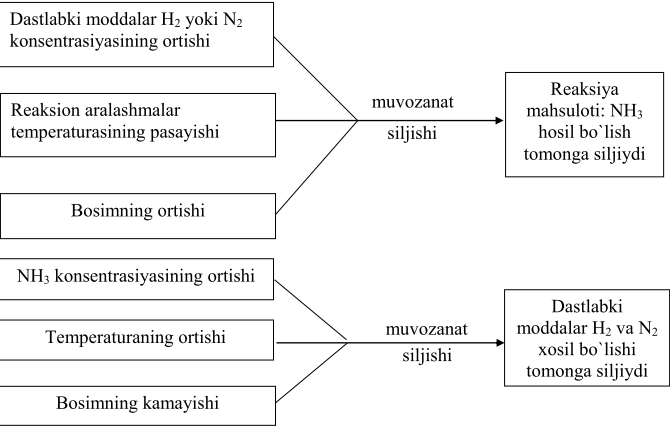 Dastlabki moddalar H₂ yoki N₂
konsentrasiyasining ortishi
Reaksion aralashmalar
temperaturasining pasayishi
Bosimning ortishi
muvozanat
siljishi
Reaksiya
mahsuloti: NH₃
hosil bo`lish
tomonga siljiydi
NH₃ konsentrasiyasining ortishi
Temperaturaning ortishi
Bosimning kamayishi
muvozanat
siljishi
Dastlabki
moddalar H₂ va N₂
xosil bo`lishi
tomonga siljiydi